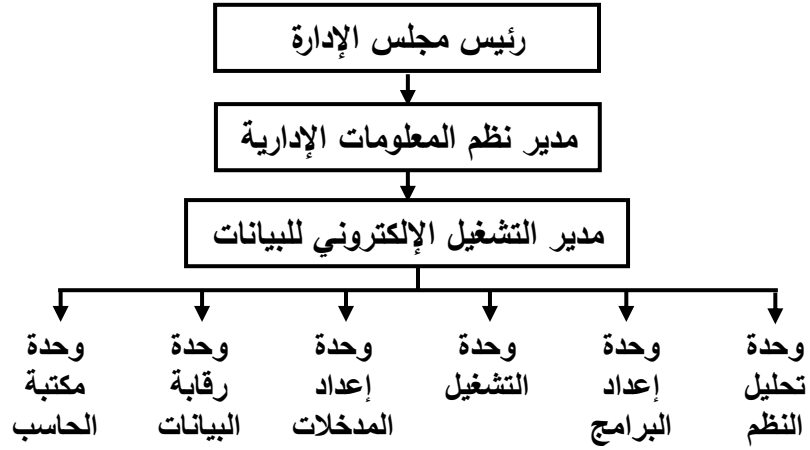 رئيس مجلس الإدارة
مدير نظم المعلومات الإدارية
مدير التشغيل الإلكتروني للبيانات
وحدة
تحليل
النظم
وحدة
إعداد
البرامج
وحدة
التشغيل
وحدة
إعداد
المدخلات
وحدة
رقابة
البيانات
وحدة
مكتبة
الحاسب